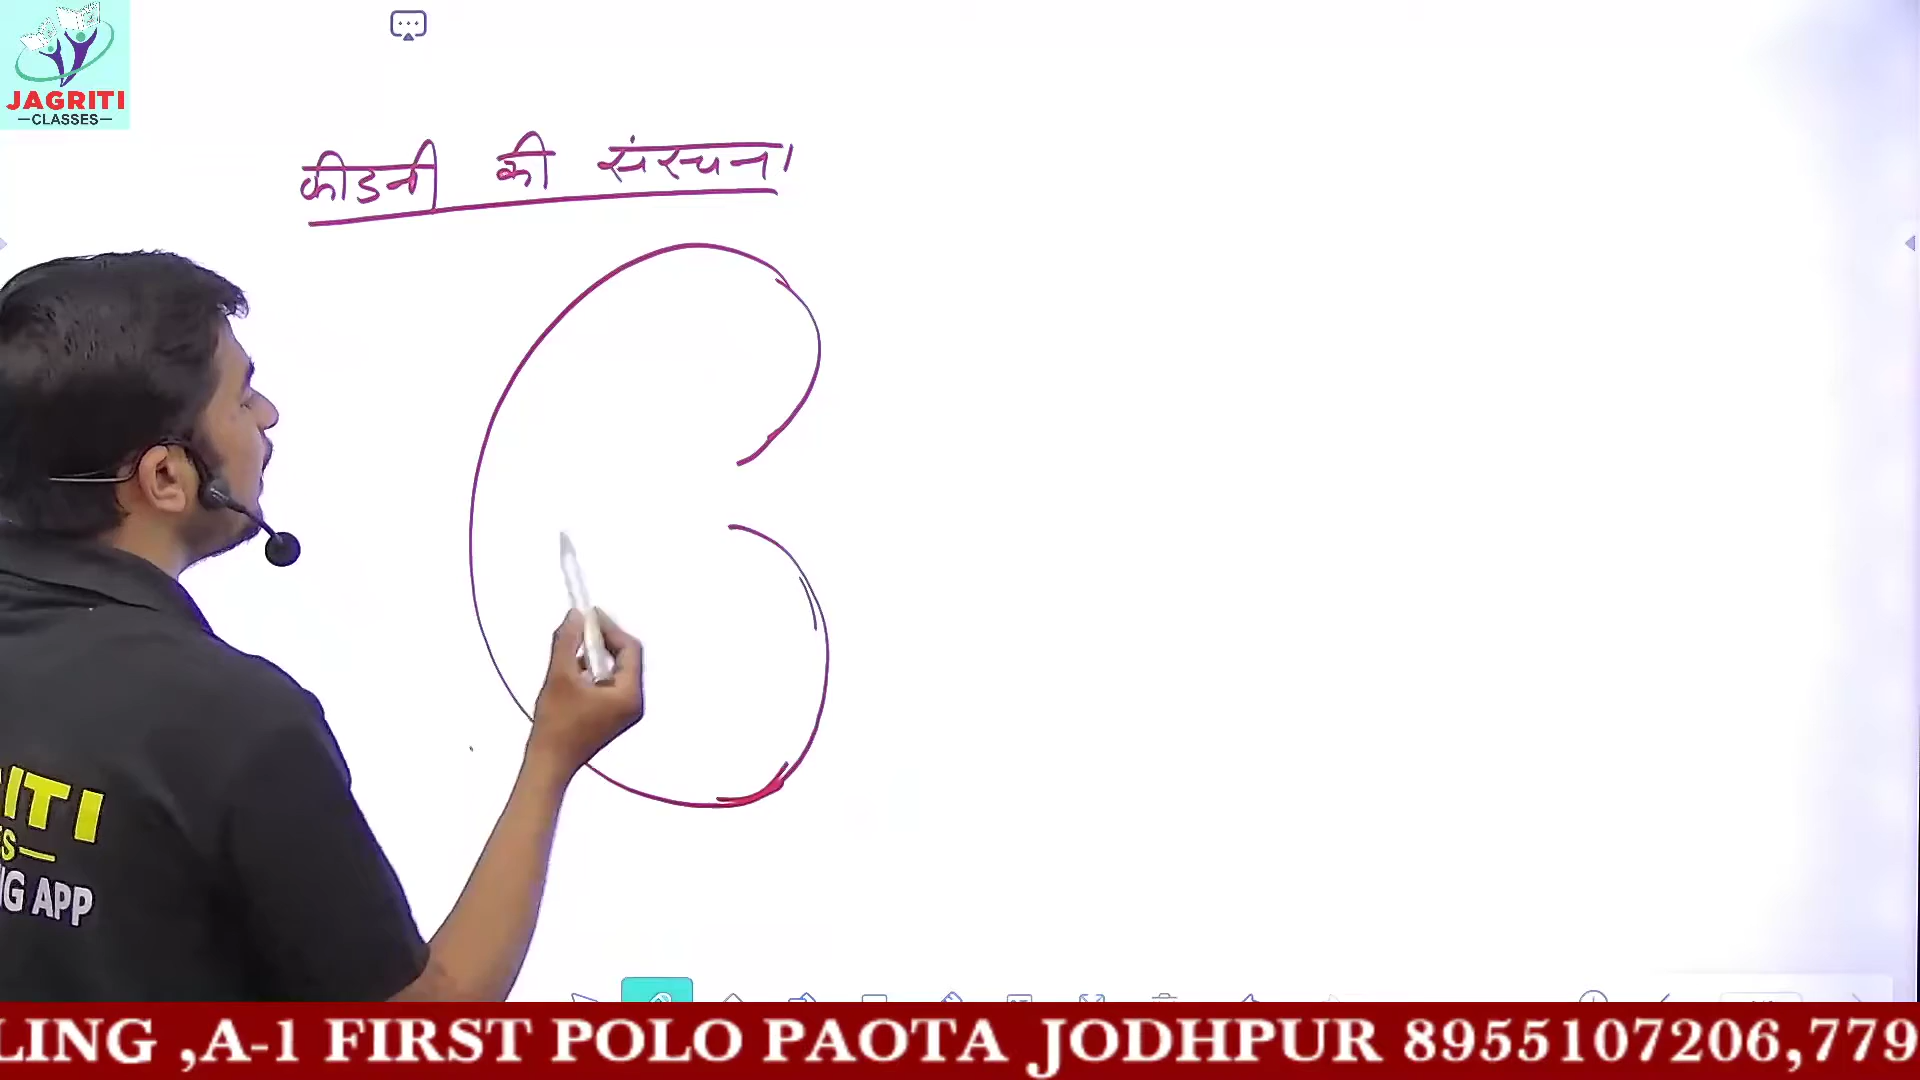 JAGRITI
—CLASSES—
कीडनी की संरचना
ITI
S—
G APP
LING ,A-1 FIRST POLO PAOTA JODHPUR 8955107206,779